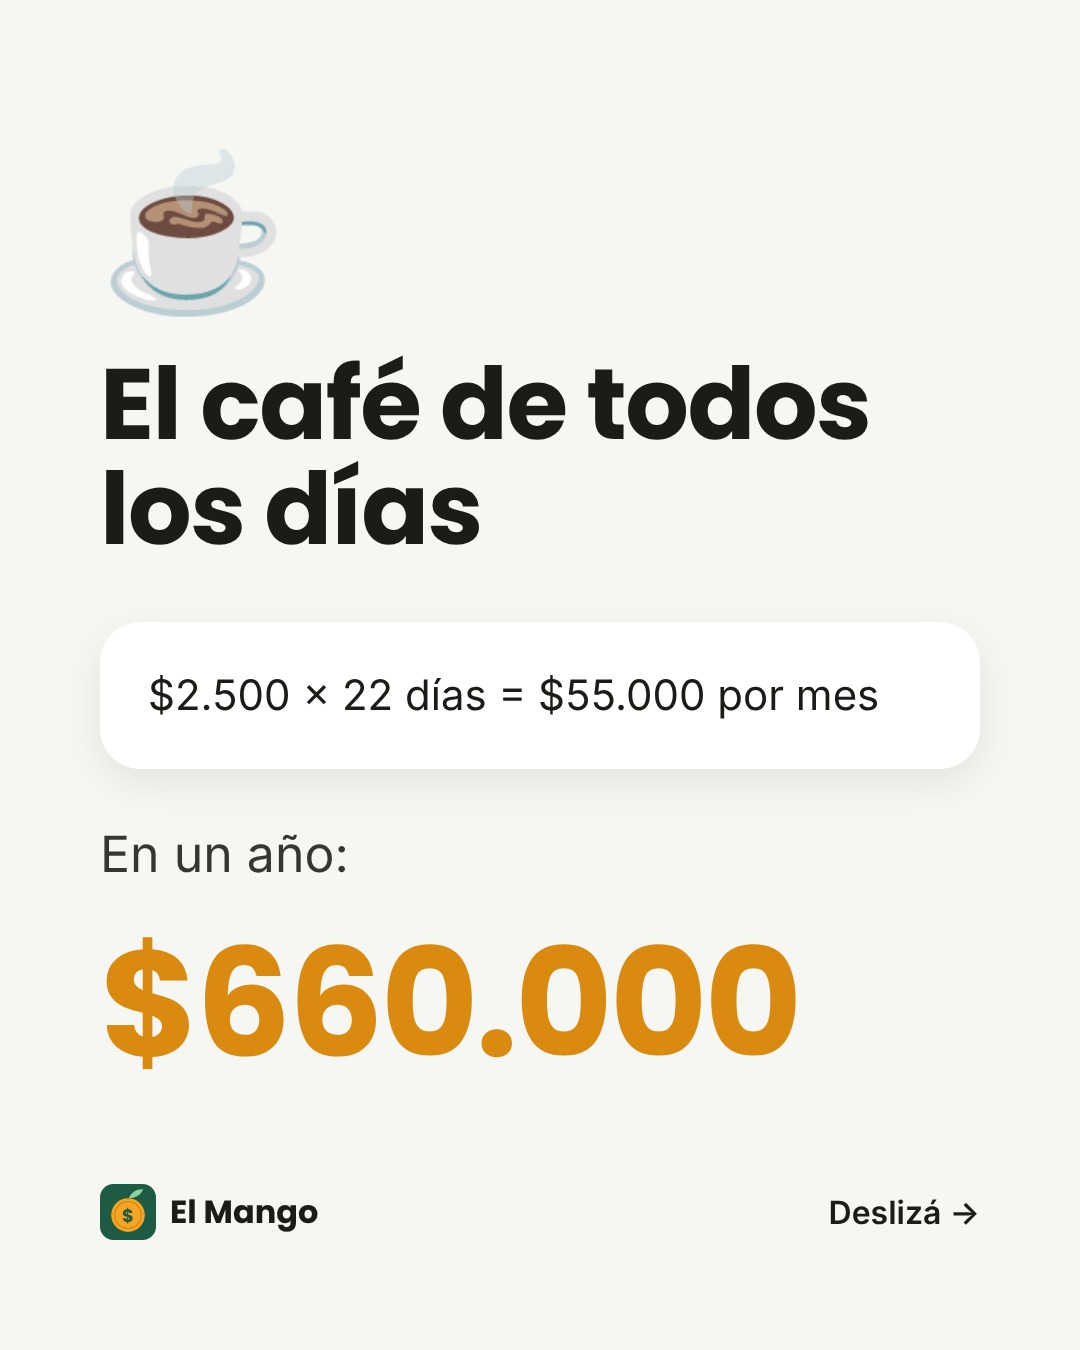 El café de todos
los días
$2.500 × 22 días = $55.000 por mes
En un año:
$660.000
$
El Mango
Deslizá →